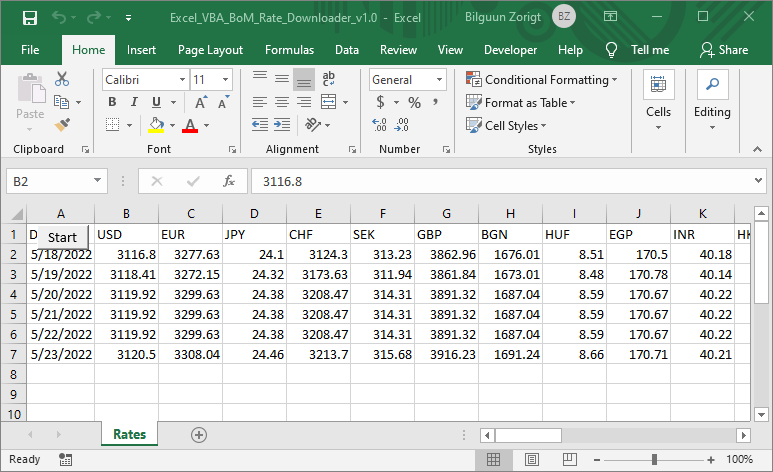 Excel_VBA_BoM_Rate_Downloader_v1.0 - Excel Bilguun Zorigt BZ
File Home Insert Page Layout Formulas Data Review View Developer Help Tell me Share
Paste Calibri 11 General Conditional Formatting Cells Editing
B I U A A ab c $ % , Format as Table
A Cell Styles
Clipboard Font Alignment Number Styles
B2 fx 3116.8
A B C D E F G H I J K
1 D Start USD EUR JPY CHF SEK GBP BGN HUF EGP INR HK
2 5/18/2022 3116.8 3277.63 24.1 3124.3 313.23 3862.96 1676.01 8.51 170.5 40.18
3 5/19/2022 3118.41 3272.15 24.32 3173.63 311.94 3861.84 1673.01 8.48 170.78 40.14
4 5/20/2022 3119.92 3299.63 24.38 3208.47 314.31 3891.32 1687.04 8.59 170.67 40.22
5 5/21/2022 3119.92 3299.63 24.38 3208.47 314.31 3891.32 1687.04 8.59 170.67 40.22
6 5/22/2022 3119.92 3299.63 24.38 3208.47 314.31 3891.32 1687.04 8.59 170.67 40.22
7 5/23/2022 3120.5 3308.04 24.46 3213.7 315.68 3916.23 1691.24 8.66 170.71 40.21
8
9
10
Rates
Ready 100%